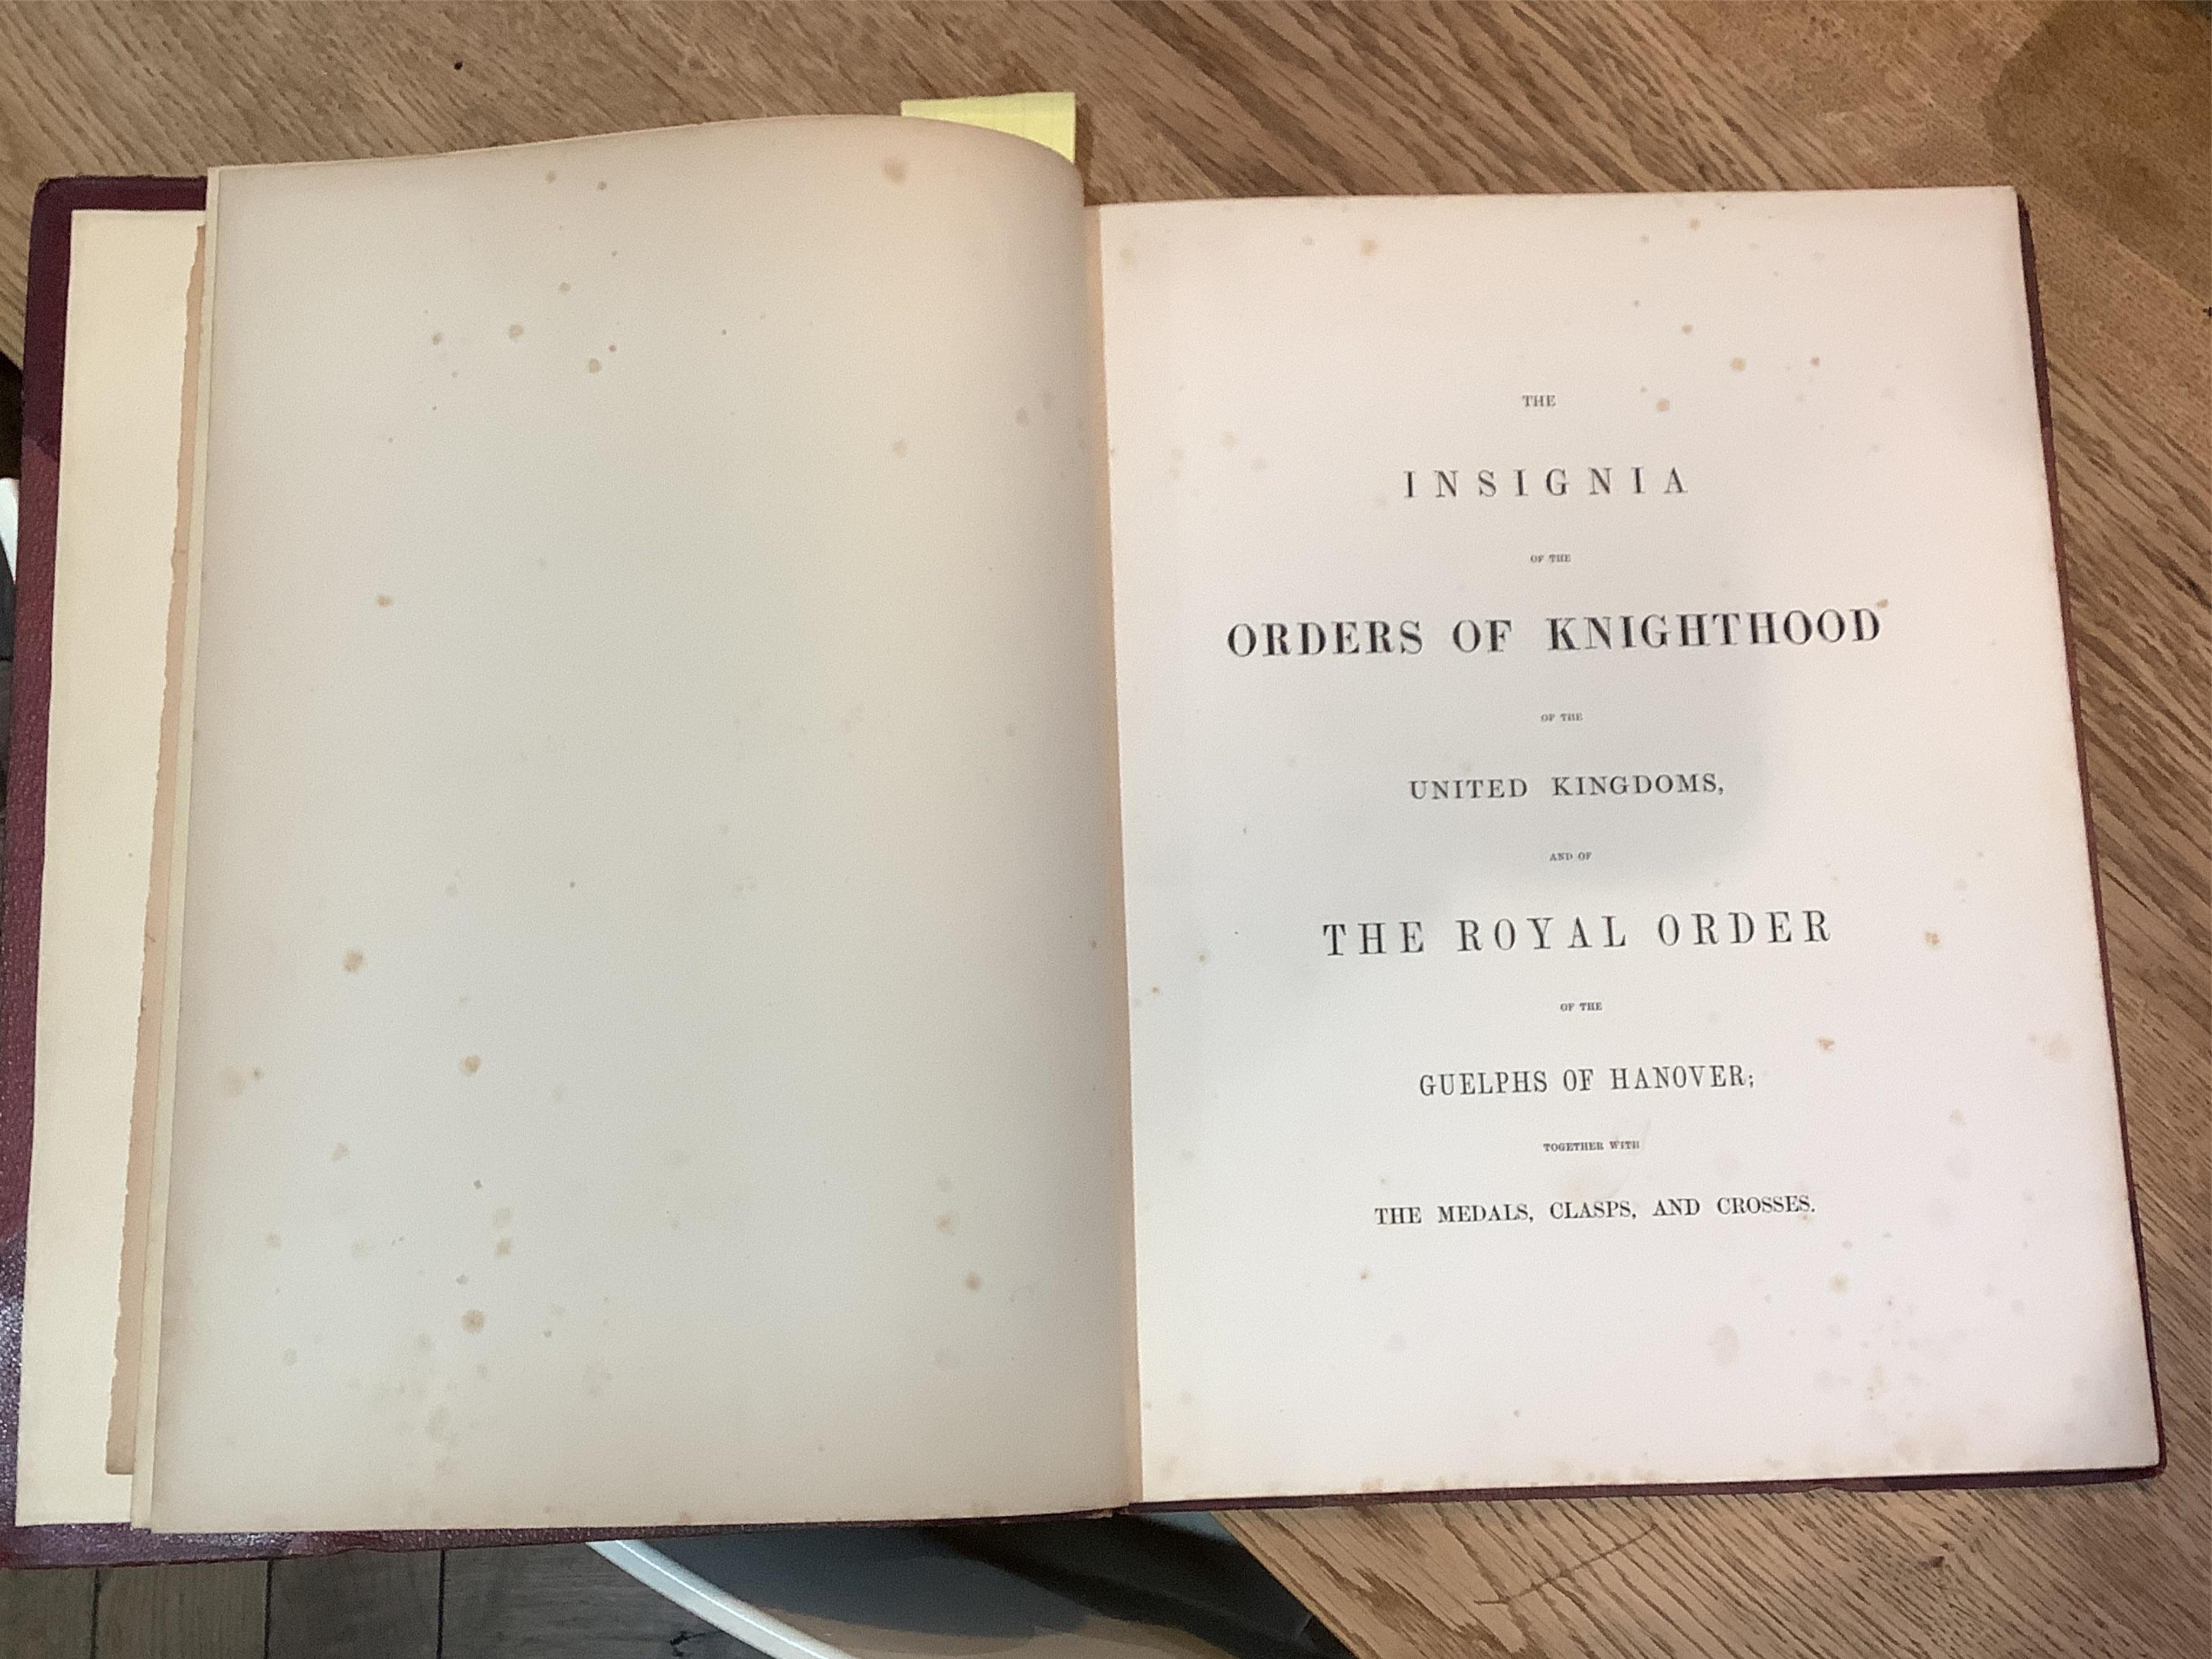 THE
INSIGNIA
OF THE
ORDERS OF KNIGHTHOOD
OF THE
UNITED KINGDOMS,
AND OF
THE ROYAL ORDER
OF THE
GUELPHS OF HANOVER;
TOGETHER WITH
THE MEDALS, CLASPS, AND CROSSES.